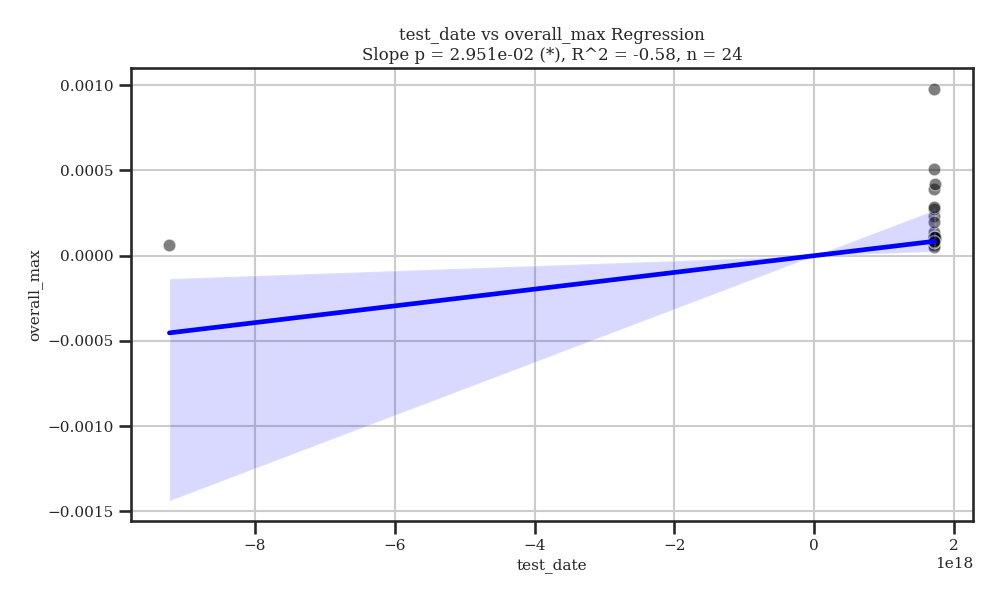 test_date vs overall_max Regression
Slope p = 2.951e-02 (*), R^2 = -0.58, n = 24
0.0010
0.0005
0.0000
−0.0005
−0.0010
−0.0015
overall_max
−8
−6
−4
−2
0
2
1e18
test_date